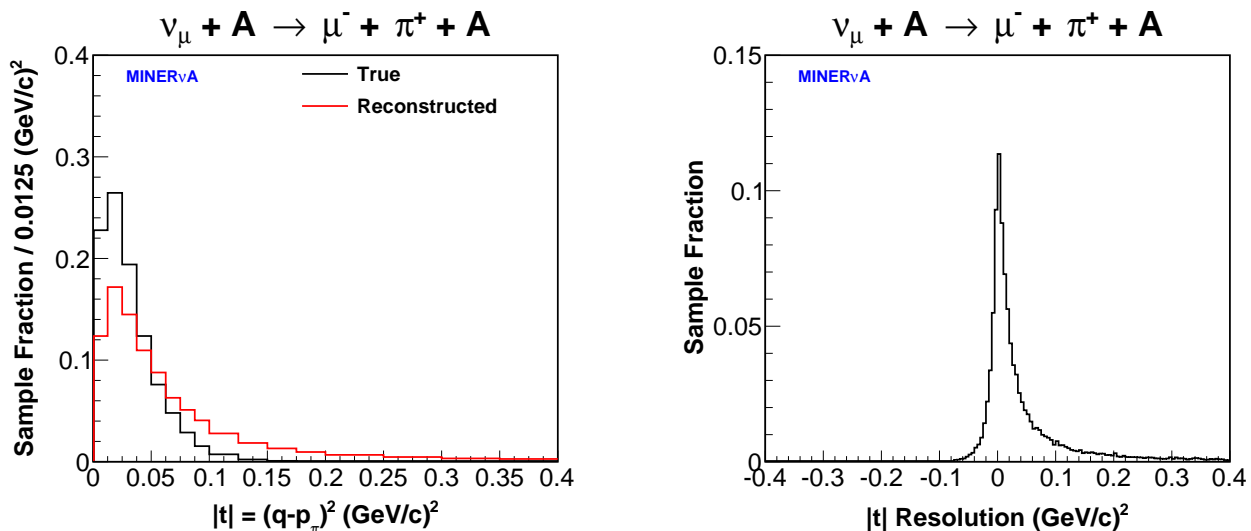 νμ + A → μ- + π+ + A
MINERνA
True
Reconstructed
Sample Fraction / 0.0125 (GeV/c)²
0.4
0.3
0.2
0.1
0
0 0.05 0.1 0.15 0.2 0.25 0.3 0.35 0.4
|t| = (q-pπ)² (GeV/c)²
νμ + A → μ- + π+ + A
MINERνA
Sample Fraction
0.15
0.1
0.05
0
-0.4 -0.3 -0.2 -0.1 0 0.1 0.2 0.3 0.4
|t| Resolution (GeV/c)²